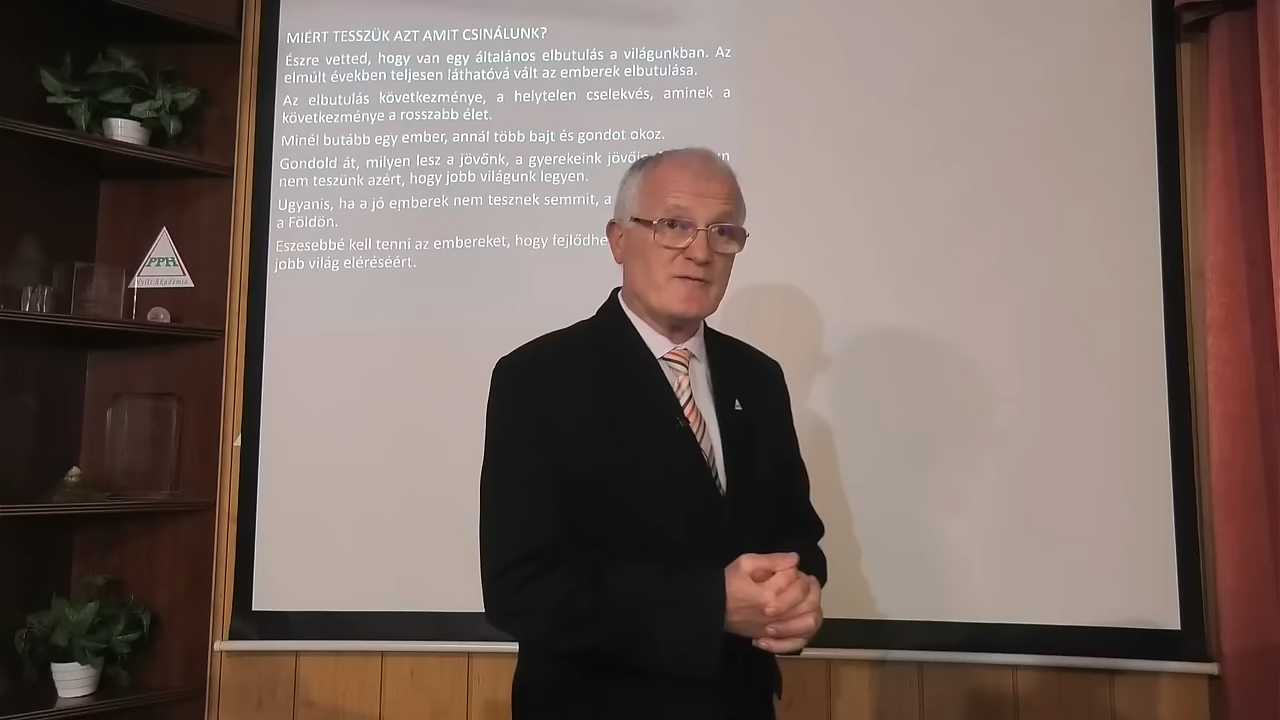 MIÉRT TESSZÜK AZT AMIT CSINÁLUNK?
Észre vetted, hogy van egy általános elbutulás a világunkban. Az
elmúlt években teljesen láthatóvá vált az emberek elbutulása.
Az elbutulás következménye, a helytelen cselekvés, aminek a
következménye a rosszabb élet.
Minél butább egy ember, annál több bajt és gondot okoz.
Gondold át, milyen lesz a jövőnk, a gyerekeink
nem teszünk azért, hogy jobb világunk legyen.
Ugyanis, ha a jó emberek nem tesznek semmit, a
a Földön.
Eszesebbé kell tenni az embereket, hogy
jobb világ eléréséért.
PPH
Nyílt Akadémia